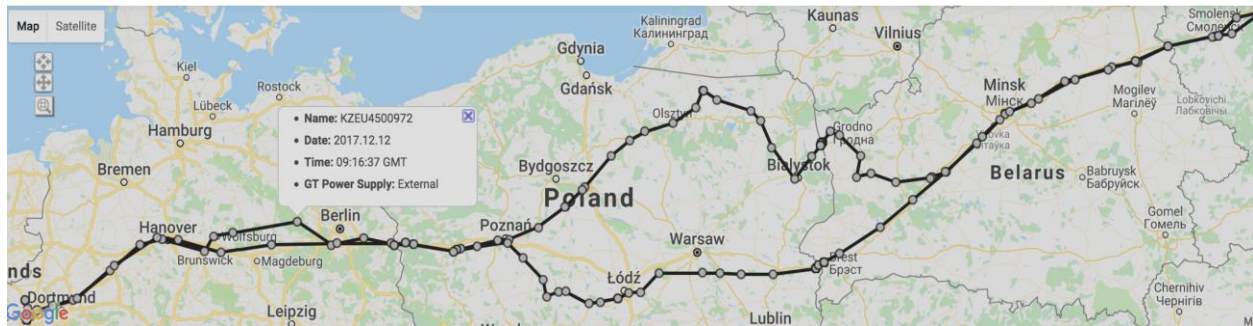 Map
Satellite
Kiel
Lübeck
Rostock
Hamburg
Bremen
Hanover
Wolfsburg
Brunswick
Magdeburg
Berlin
Leipzig
Dortmund
nds
Google
Name: KZEU4500972
Date: 2017.12.12
Time: 09:16:37 GMT
GT Power Supply: External
Gdynia
Gdańsk
Kaliningrad
Калининград
Olsztyn
Bydgoszcz
Poland
Poznań
Łódź
Warsaw
Bialystok
Lublin
Kaunas
Vilnius
Grodno
Гродна
Brest
Брэст
Minsk
Мінск
Belarus
Mogilev
Магілёў
Babruysk
Бабруйск
Gomel
Гомель
Chernihiv
Чернігів
Smolensk
Смоленск
Lobkovichi
Лабковічы